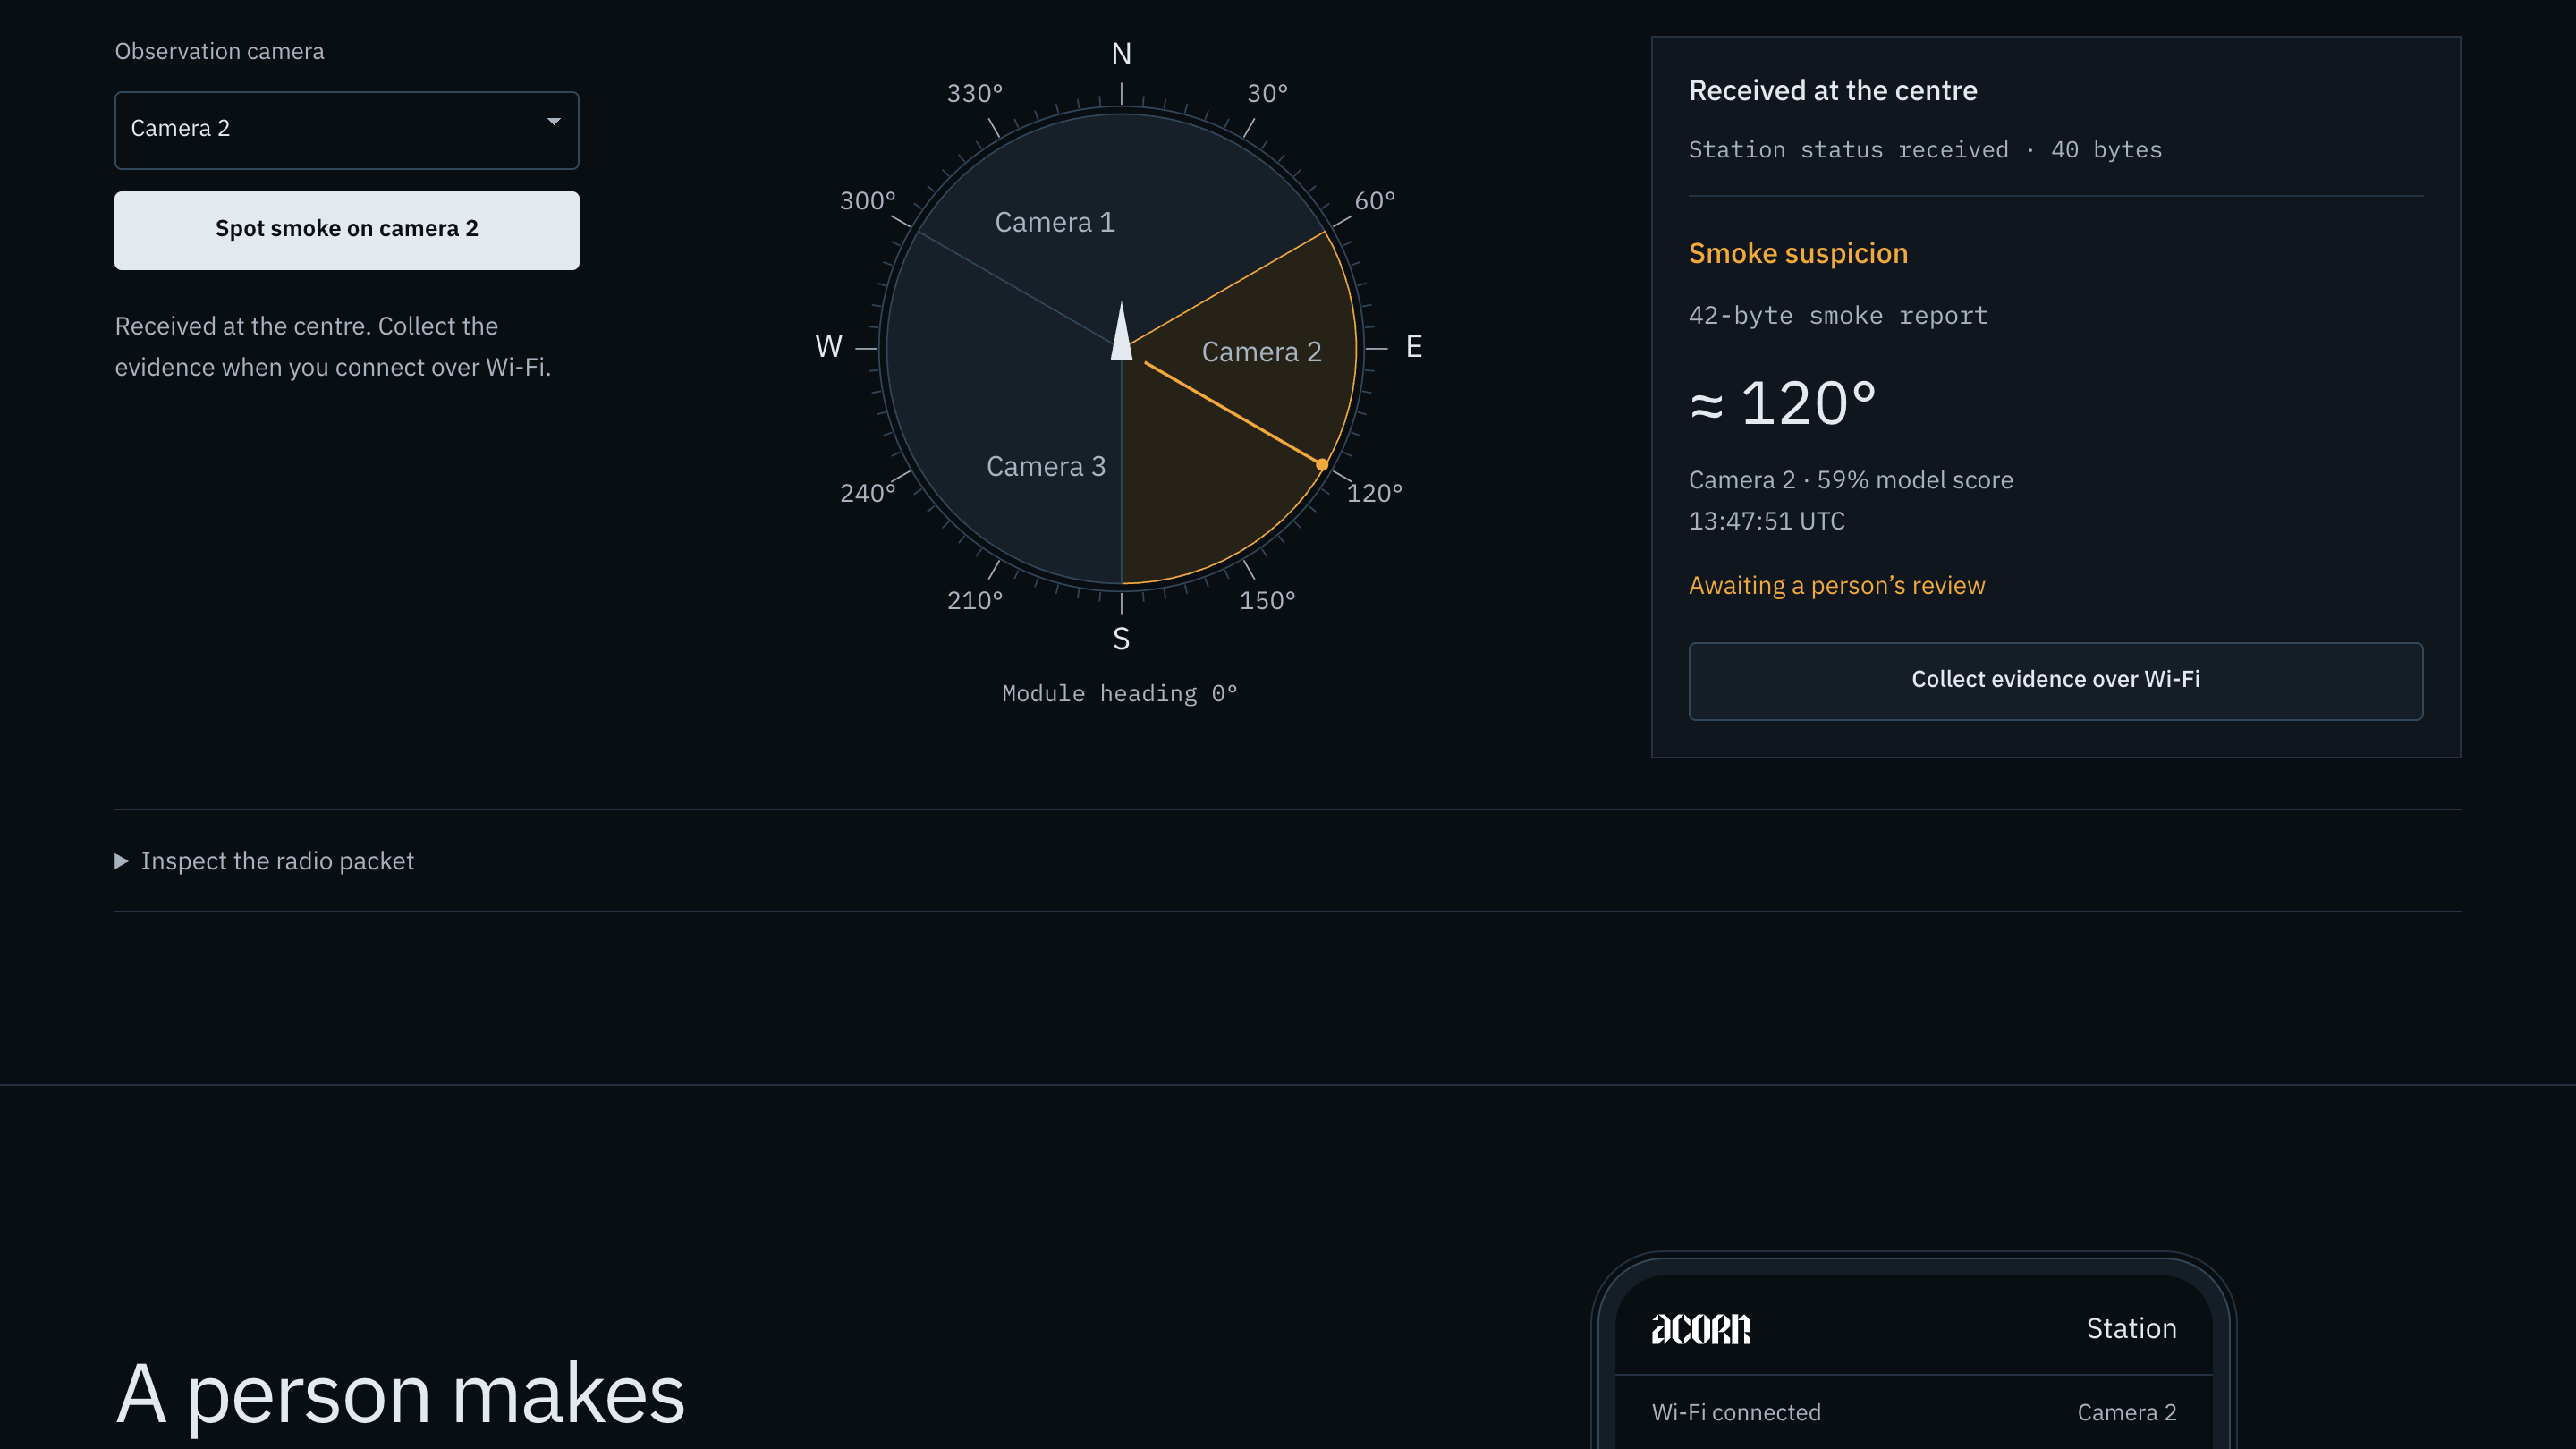 Observation camera
Camera 2
Spot smoke on camera 2
Received at the centre. Collect the
evidence when you connect over Wi-Fi.
N
330°
30°
300°
60°
Camera 1
W
Camera 2
E
Camera 3
240°
120°
210°
150°
S
Module heading 0°
Received at the centre
Station status received · 40 bytes
Smoke suspicion
42-byte smoke report
≈ 120°
Camera 2 · 59% model score
13:47:51 UTC
Awaiting a person’s review
Collect evidence over Wi-Fi
Inspect the radio packet
A person makes
acorn
Station
Wi-Fi connected
Camera 2